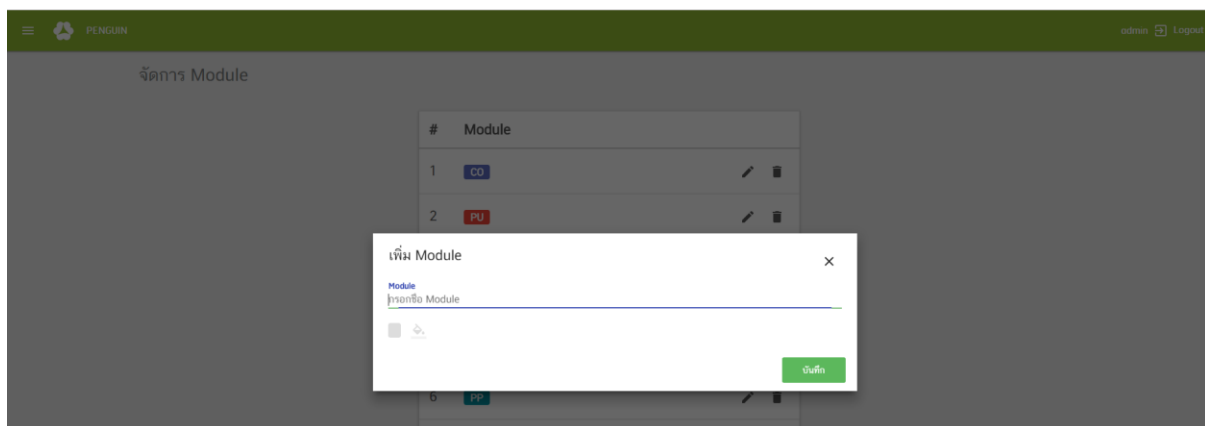 PENGUIN
admin Logout
จัดการ Module
# Module
1 CO
2 PU
เพิ่ม Module
Module
กรอกชื่อ Module
บันทึก
6 PP